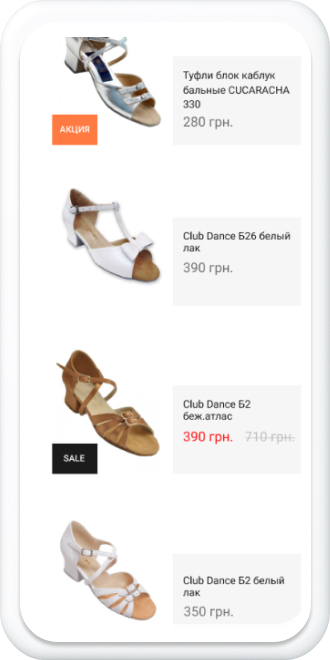 Туфли блок каблук
бальные CUCARACHA
330
280 грн.
АКЦИЯ
Club Dance Б26 белый
лак
390 грн.
Club Dance Б2
беж.атлас
390 грн. 710 грн.
SALE
Club Dance Б2 белый
лак
350 грн.